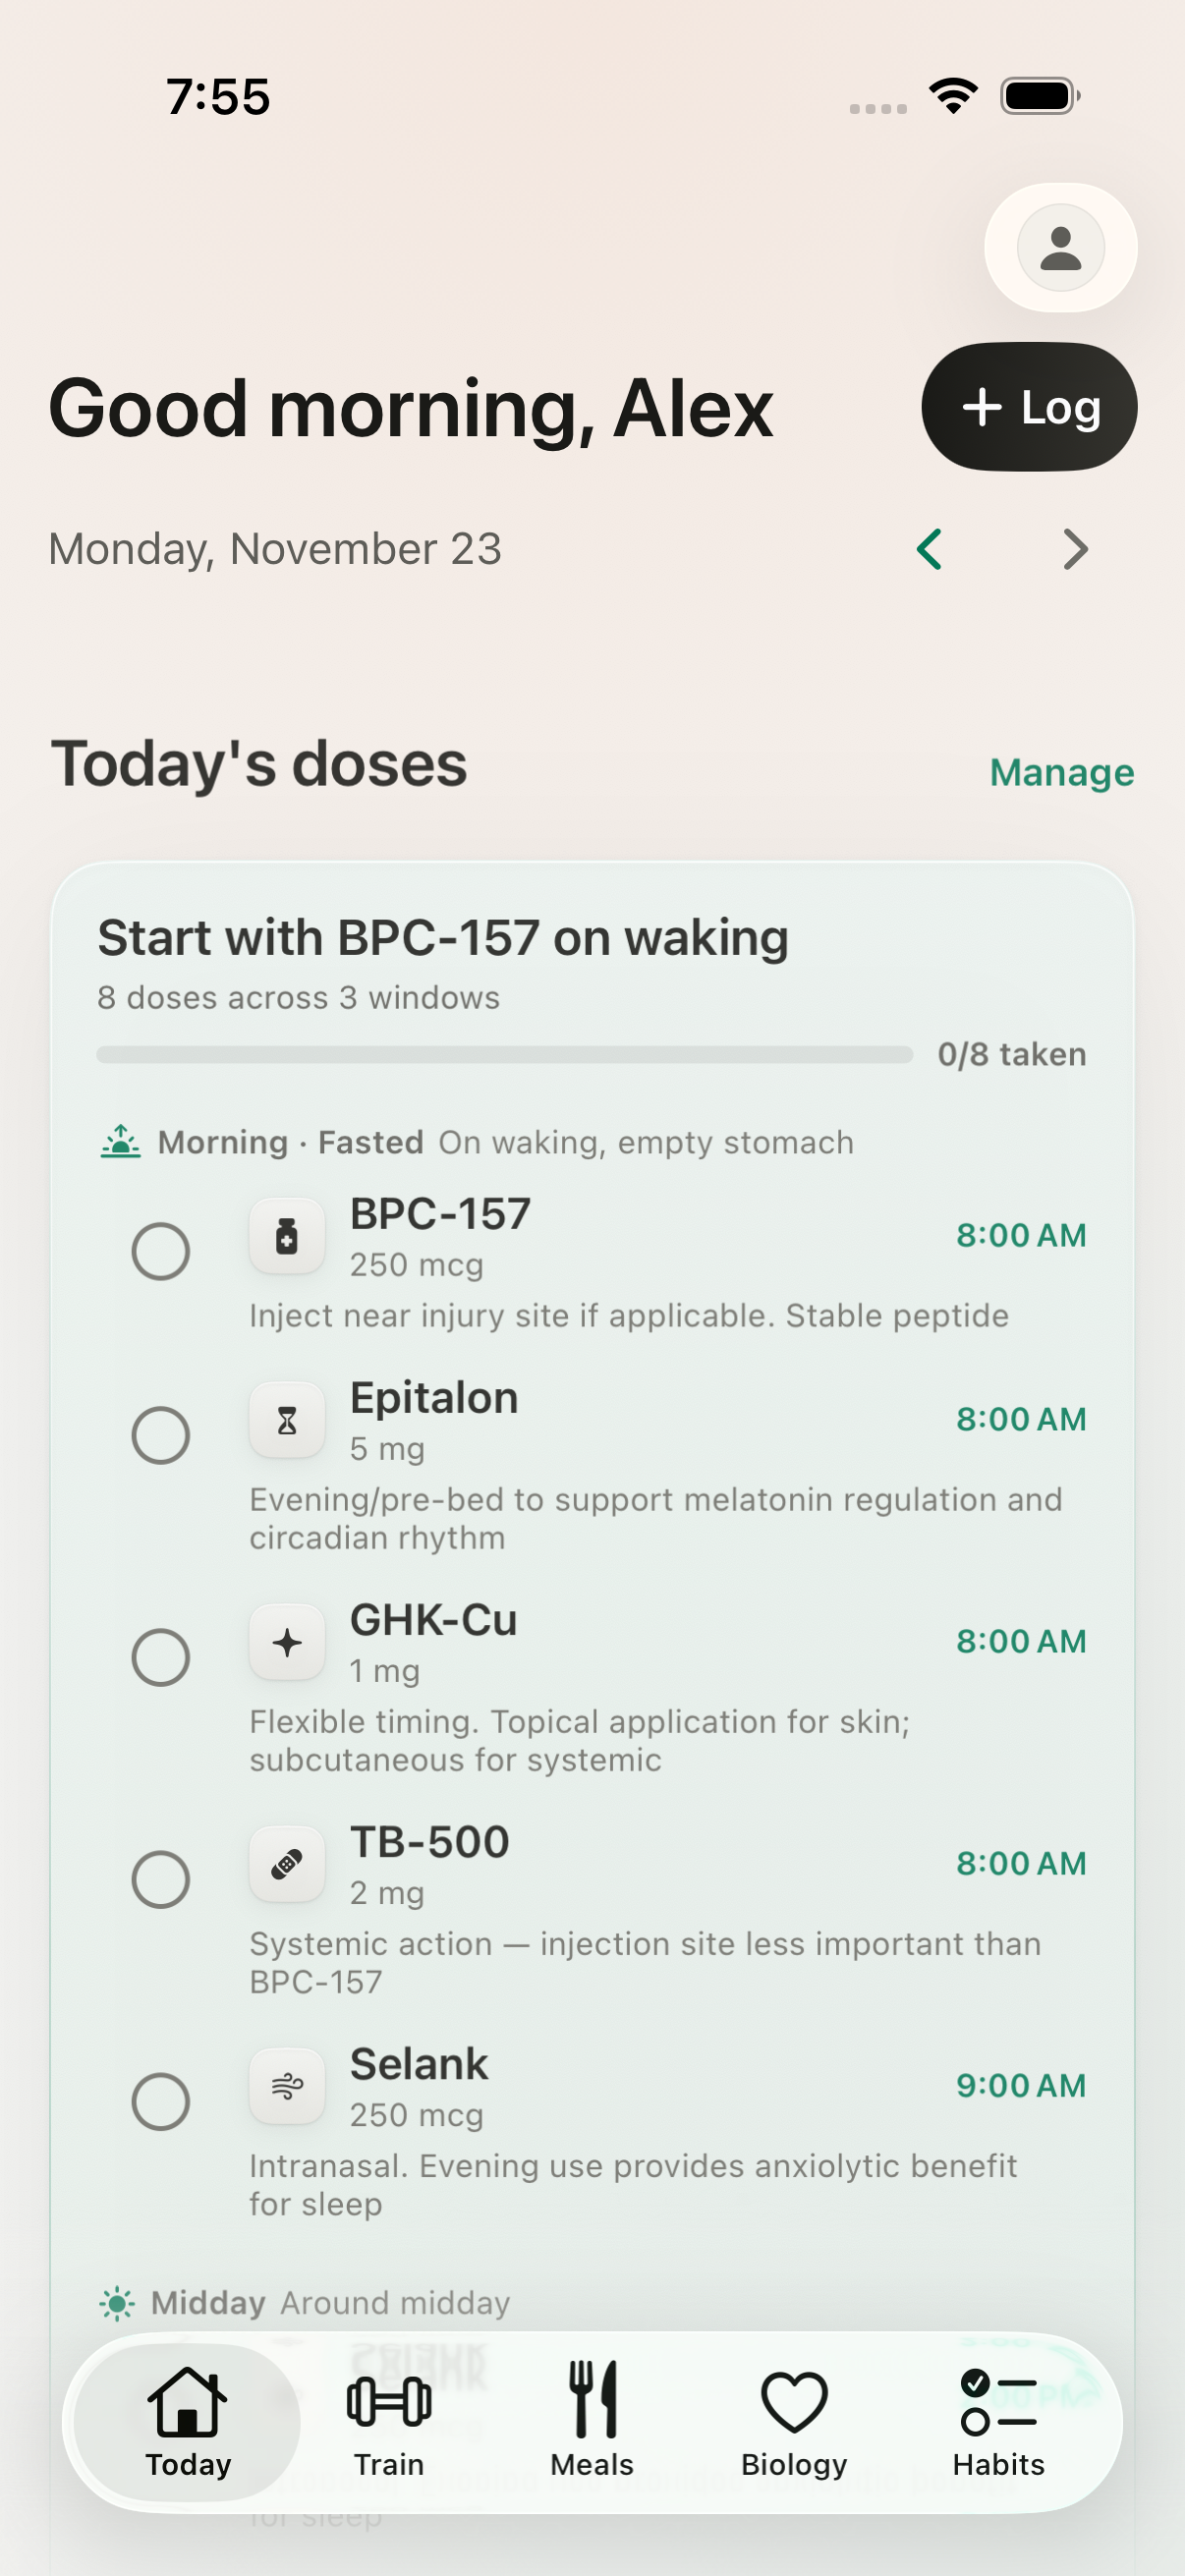 7:55
Good morning, Alex
+ Log
Monday, November 23
Today's doses
Manage
Start with BPC-157 on waking
8 doses across 3 windows
0/8 taken
Morning · Fasted On waking, empty stomach
BPC-157
8:00 AM
250 mcg
Inject near injury site if applicable. Stable peptide
Epitalon
8:00 AM
5 mg
Evening/pre-bed to support melatonin regulation and
circadian rhythm
GHK-Cu
8:00 AM
1 mg
Flexible timing. Topical application for skin;
subcutaneous for systemic
TB-500
8:00 AM
2 mg
Systemic action — injection site less important than
BPC-157
Selank
9:00 AM
250 mcg
Intranasal. Evening use provides anxiolytic benefit
for sleep
Midday Around midday
Today
Train
Meals
Biology
Habits
for sleep